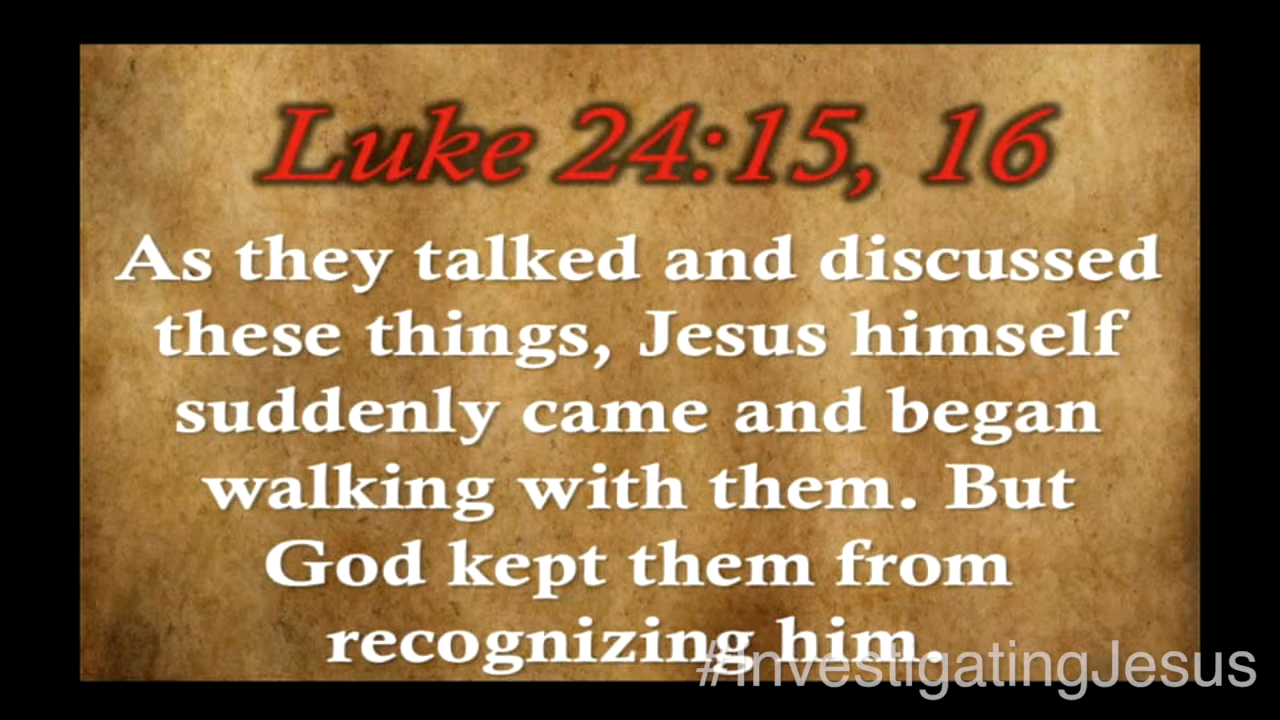 Luke 24:15, 16
As they talked and discussed
these things, Jesus himself
suddenly came and began
walking with them. But
God kept them from
recognizing him.
#InvestigatingJesus